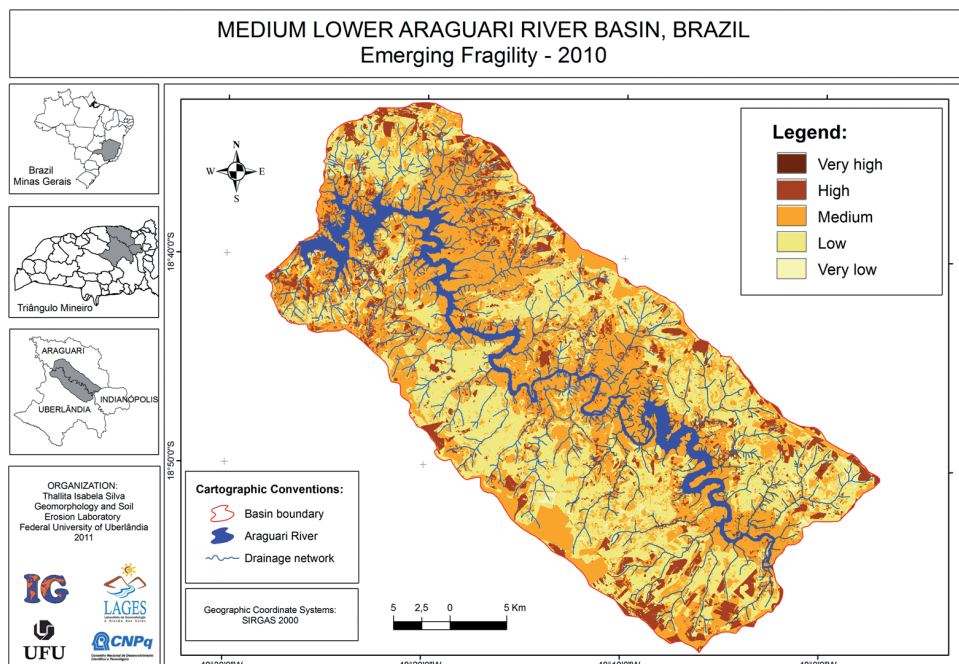 MEDIUM LOWER ARAGUARI RIVER BASIN, BRAZIL
Emerging Fragility - 2010
Brazil
Minas Gerais
Triângulo Mineiro
ARAGUARI
INDIANÓPOLIS
UBERLÂNDIA
ORGANIZATION:
Thallita Isabela Silva
Geomorphology and Soil
Erosion Laboratory
Federal University of Uberlândia
2011
IG
LAGES
UFU
CNPq
N
W
E
S
18°40'0"S
18°50'0"S
Legend:
Very high
High
Medium
Low
Very low
Cartographic Conventions:
Basin boundary
Araguari River
Drainage network
Geographic Coordinate Systems:
SIRGAS 2000
5 2,5 0 5 Km